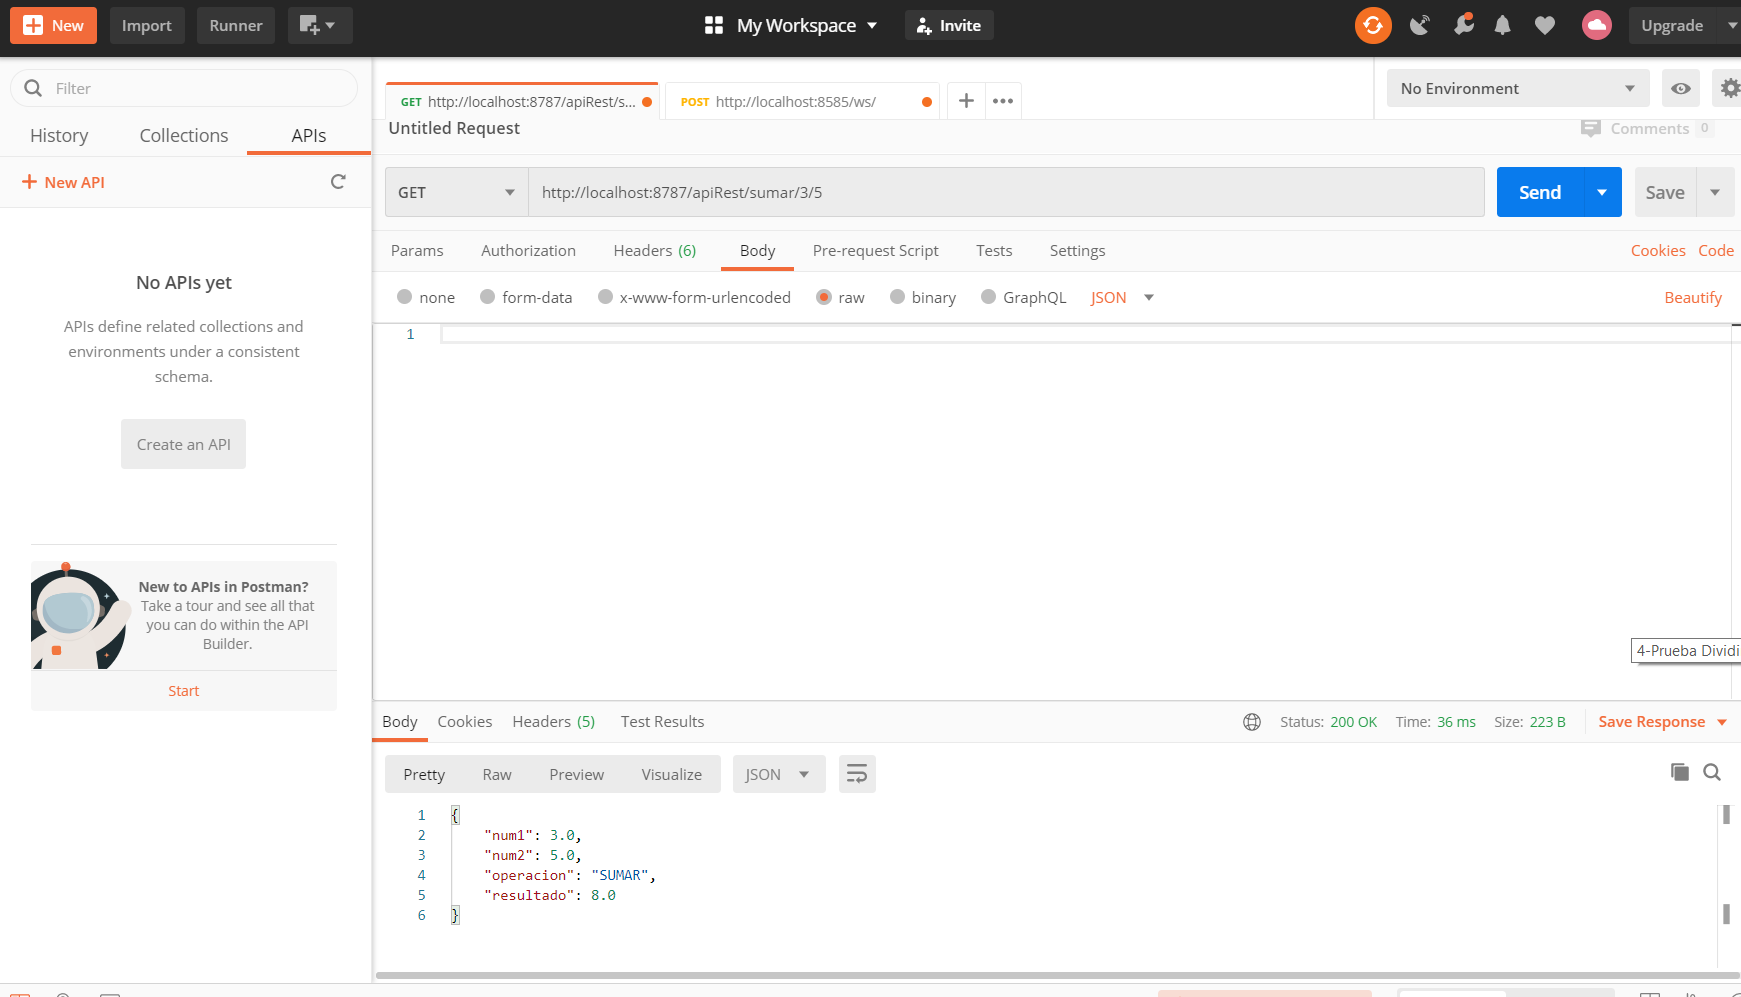 New Import Runner My Workspace Invite Upgrade
Filter
History Collections APIs
New API
No APIs yet
APIs define related collections and
environments under a consistent
schema.
Create an API
New to APIs in Postman?
Take a tour and see all that
you can do within the API
Builder.
Start
GET http://localhost:8787/apiRest/s... POST http://localhost:8585/ws/ No Environment
Untitled Request Comments 0
GET http://localhost:8787/apiRest/sumar/3/5 Send Save
Params Authorization Headers (6) Body Pre-request Script Tests Settings Cookies Code
none form-data x-www-form-urlencoded raw binary GraphQL JSON Beautify
1
4-Prueba Dividi
Body Cookies Headers (5) Test Results Status: 200 OK Time: 36 ms Size: 223 B Save Response
Pretty Raw Preview Visualize JSON
1 {
2 "num1": 3.0,
3 "num2": 5.0,
4 "operacion": "SUMAR",
5 "resultado": 8.0
6 }